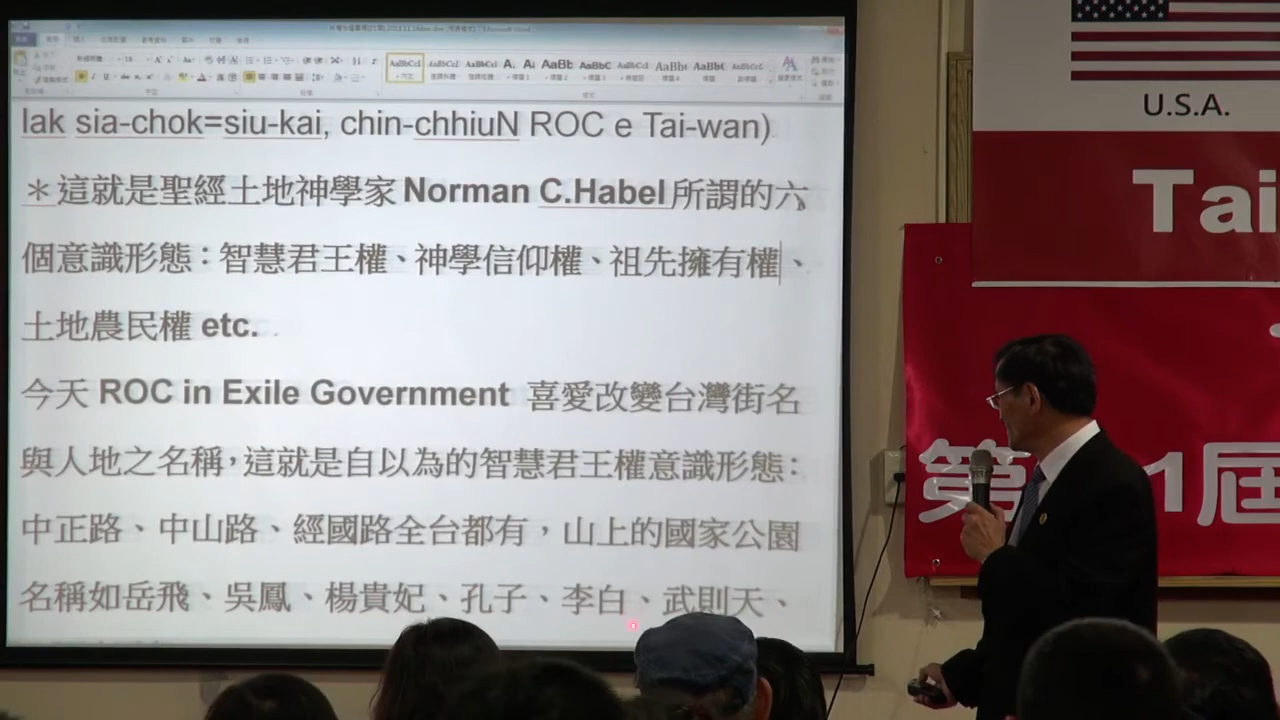 lak sia-chok=siu-kai, chin-chhiuN ROC e Tai-wan)
＊這就是聖經土地神學家 Norman C.Habel 所謂的六
個意識形態：智慧君王權、神學信仰權、祖先擁有權、
土地農民權 etc.
今天 ROC in Exile Government 喜愛改變台灣街名
與人地之名稱，這就是自以為的智慧君王權意識形態：
中正路、中山路、經國路全台都有，山上的國家公園
名稱如岳飛、吳鳳、楊貴妃、孔子、李白、武則天、
U.S.A.
Tai
第
1屆